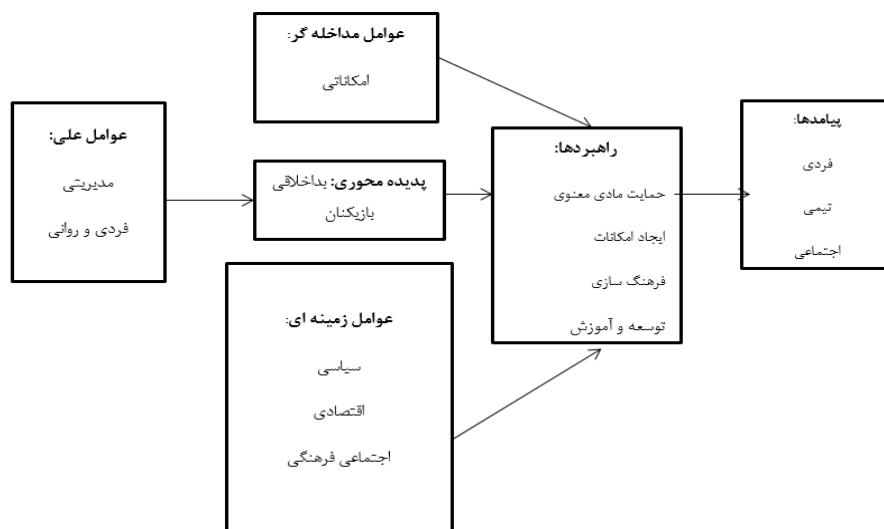 عوامل مداخله گر:
امکاناتی
عوامل علی:
مدیریتی
فردی و روانی
پدیده محوری: بداخلاقی
بازیکنان
عوامل زمینه ای:
سیاسی
اقتصادی
اجتماعی فرهنگی
راهبردها:
حمایت مادی معنوی
ایجاد امکانات
فرهنگ سازی
توسعه و آموزش
پیامدها:
فردی
تیمی
اجتماعی